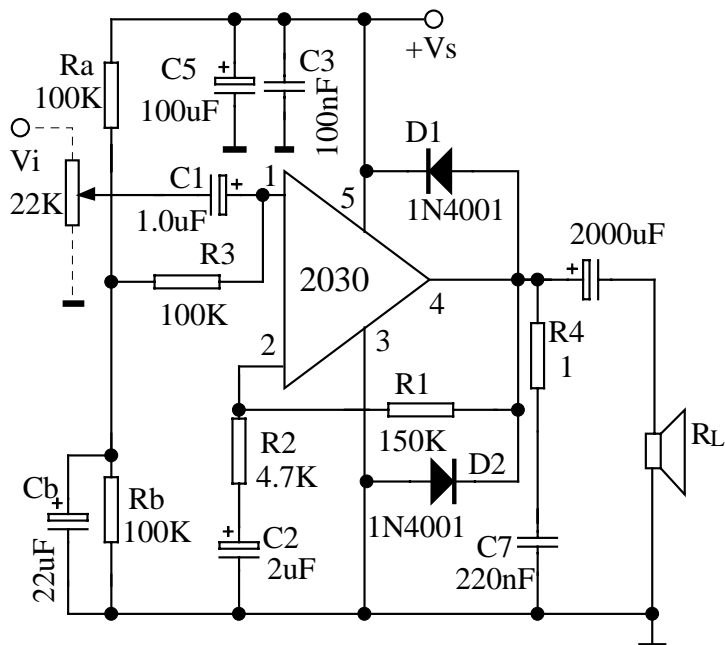 +Vs
Ra
100K
C5
+
100uF
C3
100nF
D1
1N4001
Vi
22K
C1
+
1.0uF
1
5
R3
100K
2030
4
2000uF
+
2
3
R4
1
R1
150K
R2
4.7K
D2
1N4001
RL
Cb
+
22uF
Rb
100K
+
C2
2uF
C7
220nF